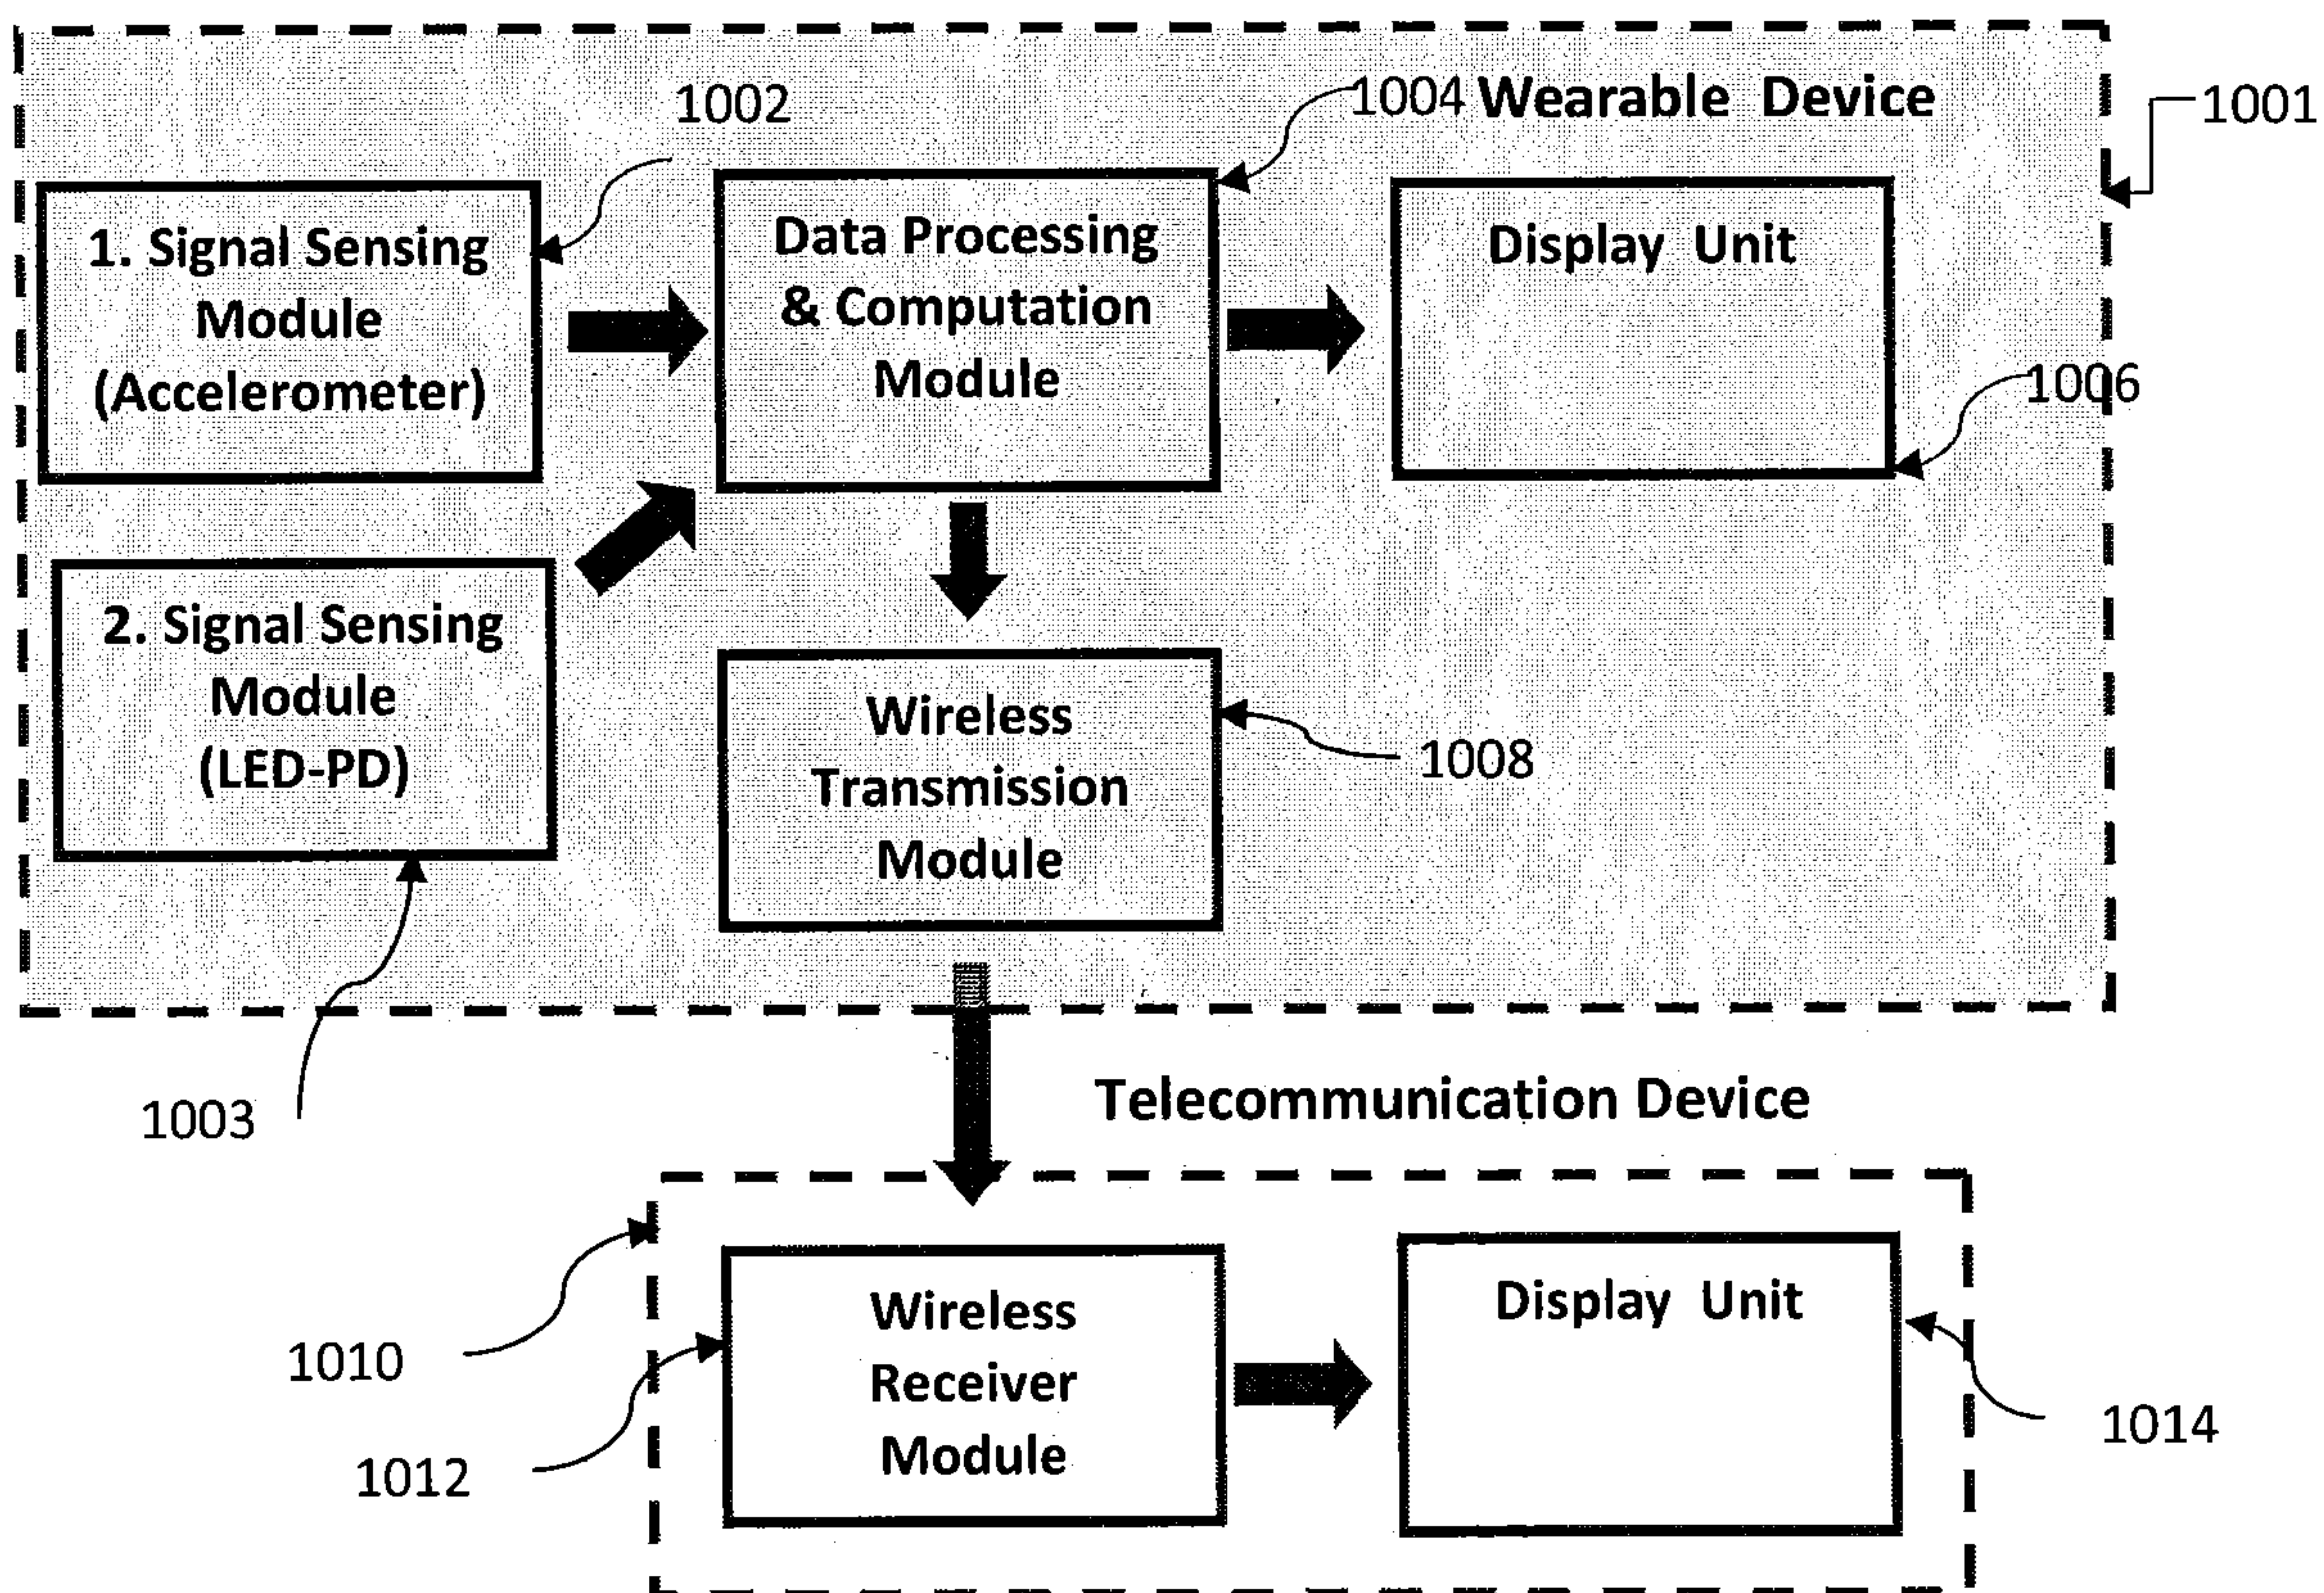 1002
1004 Wearable Device
1001
1. Signal Sensing
Module
(Accelerometer)
Data Processing
& Computation
Module
Display Unit
1006
2. Signal Sensing
Module
(LED-PD)
Wireless
Transmission
Module
1008
1003
Telecommunication Device
1010
1012
Wireless
Receiver
Module
Display Unit
1014